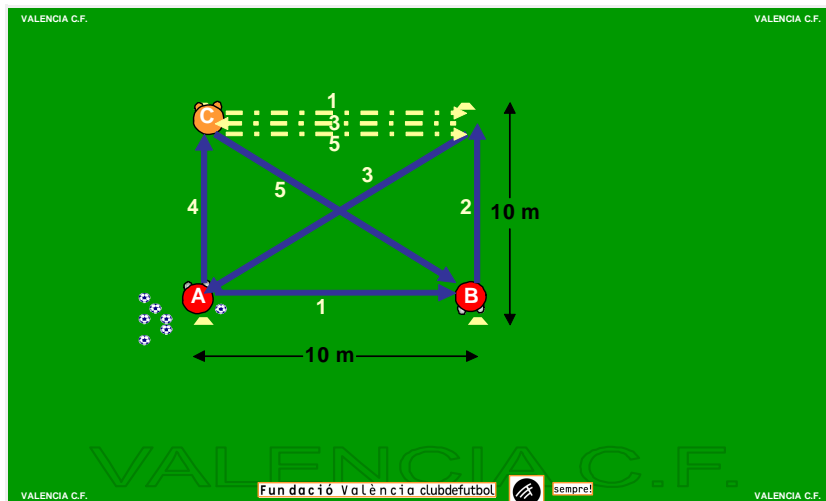 VALENCIA C.F.
VALENCIA C.F.
C
1
3
5
3
5
4
2
10 m
A
B
1
10 m
VALENCIA C.F.
Fundació València clubdefutbol
sempre!
VALENCIA C.F.
VALENCIA C.F.